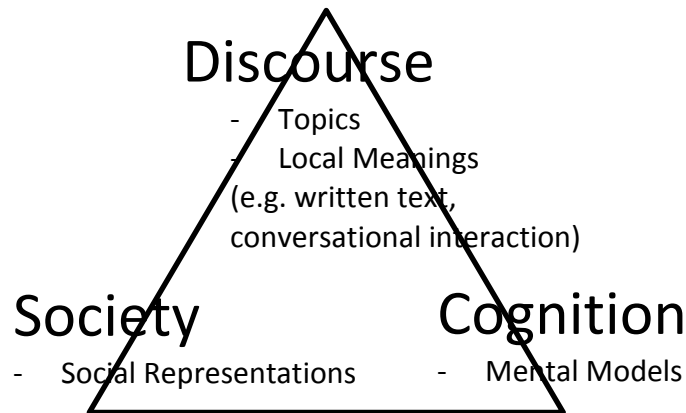 Discourse
- Topics
- Local Meanings
(e.g. written text,
conversational interaction)
Society
- Social Representations
Cognition
- Mental Models